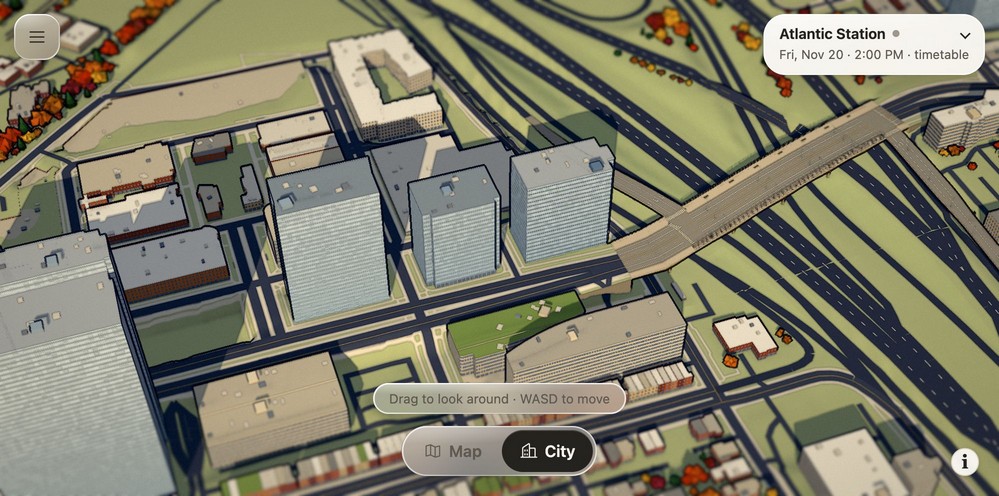 Atlantic Station
Fri, Nov 20 · 2:00 PM · timetable
Drag to look around · WASD to move
Map
City
i